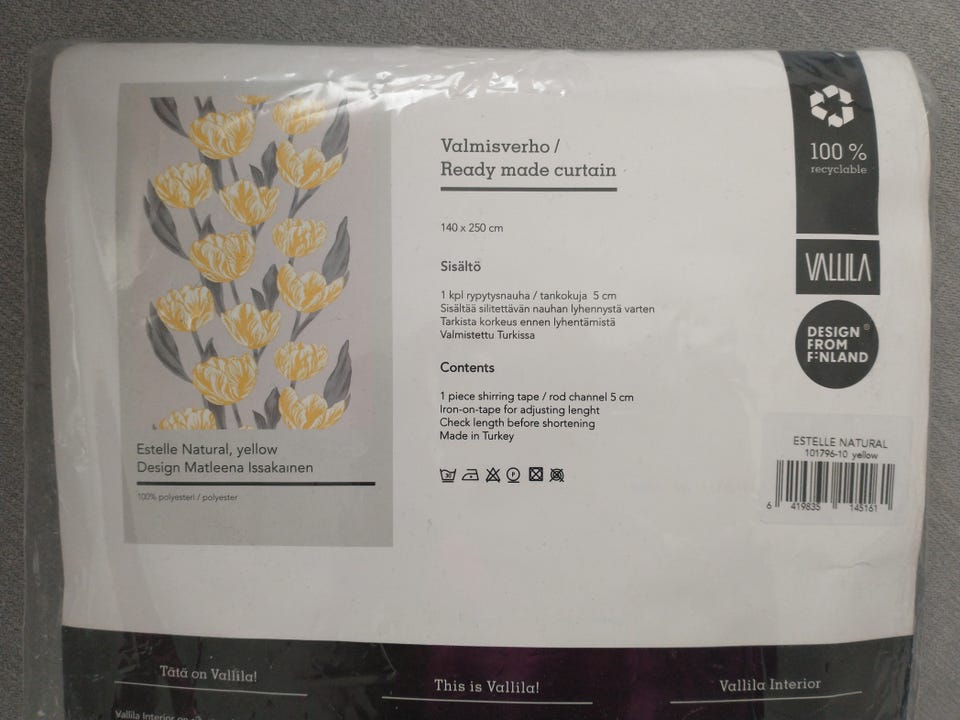 Valmisverho /
Ready made curtain
140 x 250 cm
Sisältö
1 kpl rypytysnauha / tankokuja 5 cm
Sisältää silitettävän nauhan lyhennystä varten
Tarkista korkeus ennen lyhentämistä
Valmistettu Turkissa
Contents
1 piece shirring tape / rod channel 5 cm
Iron-on-tape for adjusting lenght
Check length before shortening
Made in Turkey
Estelle Natural, yellow
Design Matleena Issakainen
100% polyesteri / polyester
100 %
recyclable
VALLILA
DESIGN ®
FROM
FINLAND
ESTELLE NATURAL
101796-10 yellow
6 419835 145161
Tätä on Vallila!
This is Vallila!
Vallila Interior
Vallila Interior on